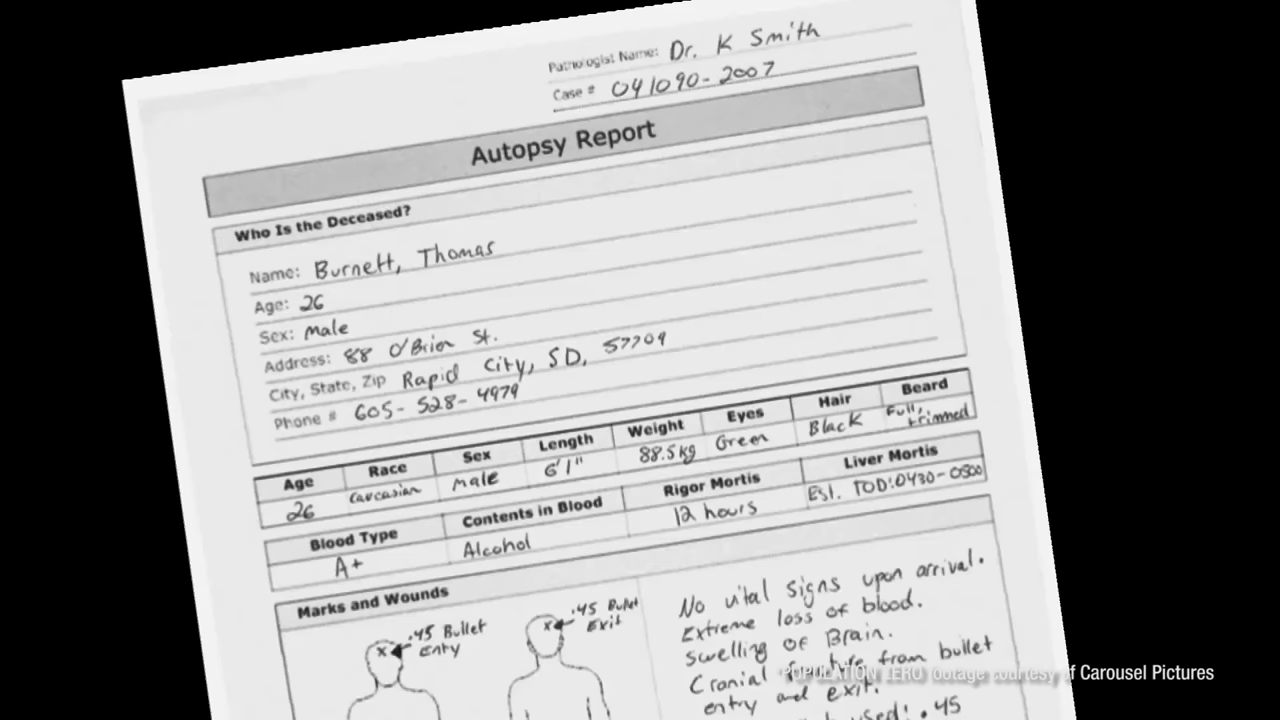 Pathologist Name: Dr. K Smith
Case # 041090-2007
Autopsy Report
Who Is the Deceased?
Name: Burnett, Thomas
Age: 26
Sex: Male
Address: 88 O'Brien St.
City, State, Zip Rapid City, SD, 57709
Phone # 605-528-4979
Age Race Sex Length Weight Eyes Hair Beard
26 Caucasian Male 6'1" 88.5kg Green Black Full, trimmed
Blood Type Contents in Blood Rigor Mortis Liver Mortis
A+ Alcohol 12 hours Est. TOD:0430-0500
Marks and Wounds
x .45 Bullet Entry
x .45 Bullet Exit
No vital signs upon arrival.
Extreme loss of blood.
Swelling of Brain.
Cranial fracture from bullet
entry and exit.
used: .45
POPULATION ZERO footage courtesy of Carousel Pictures